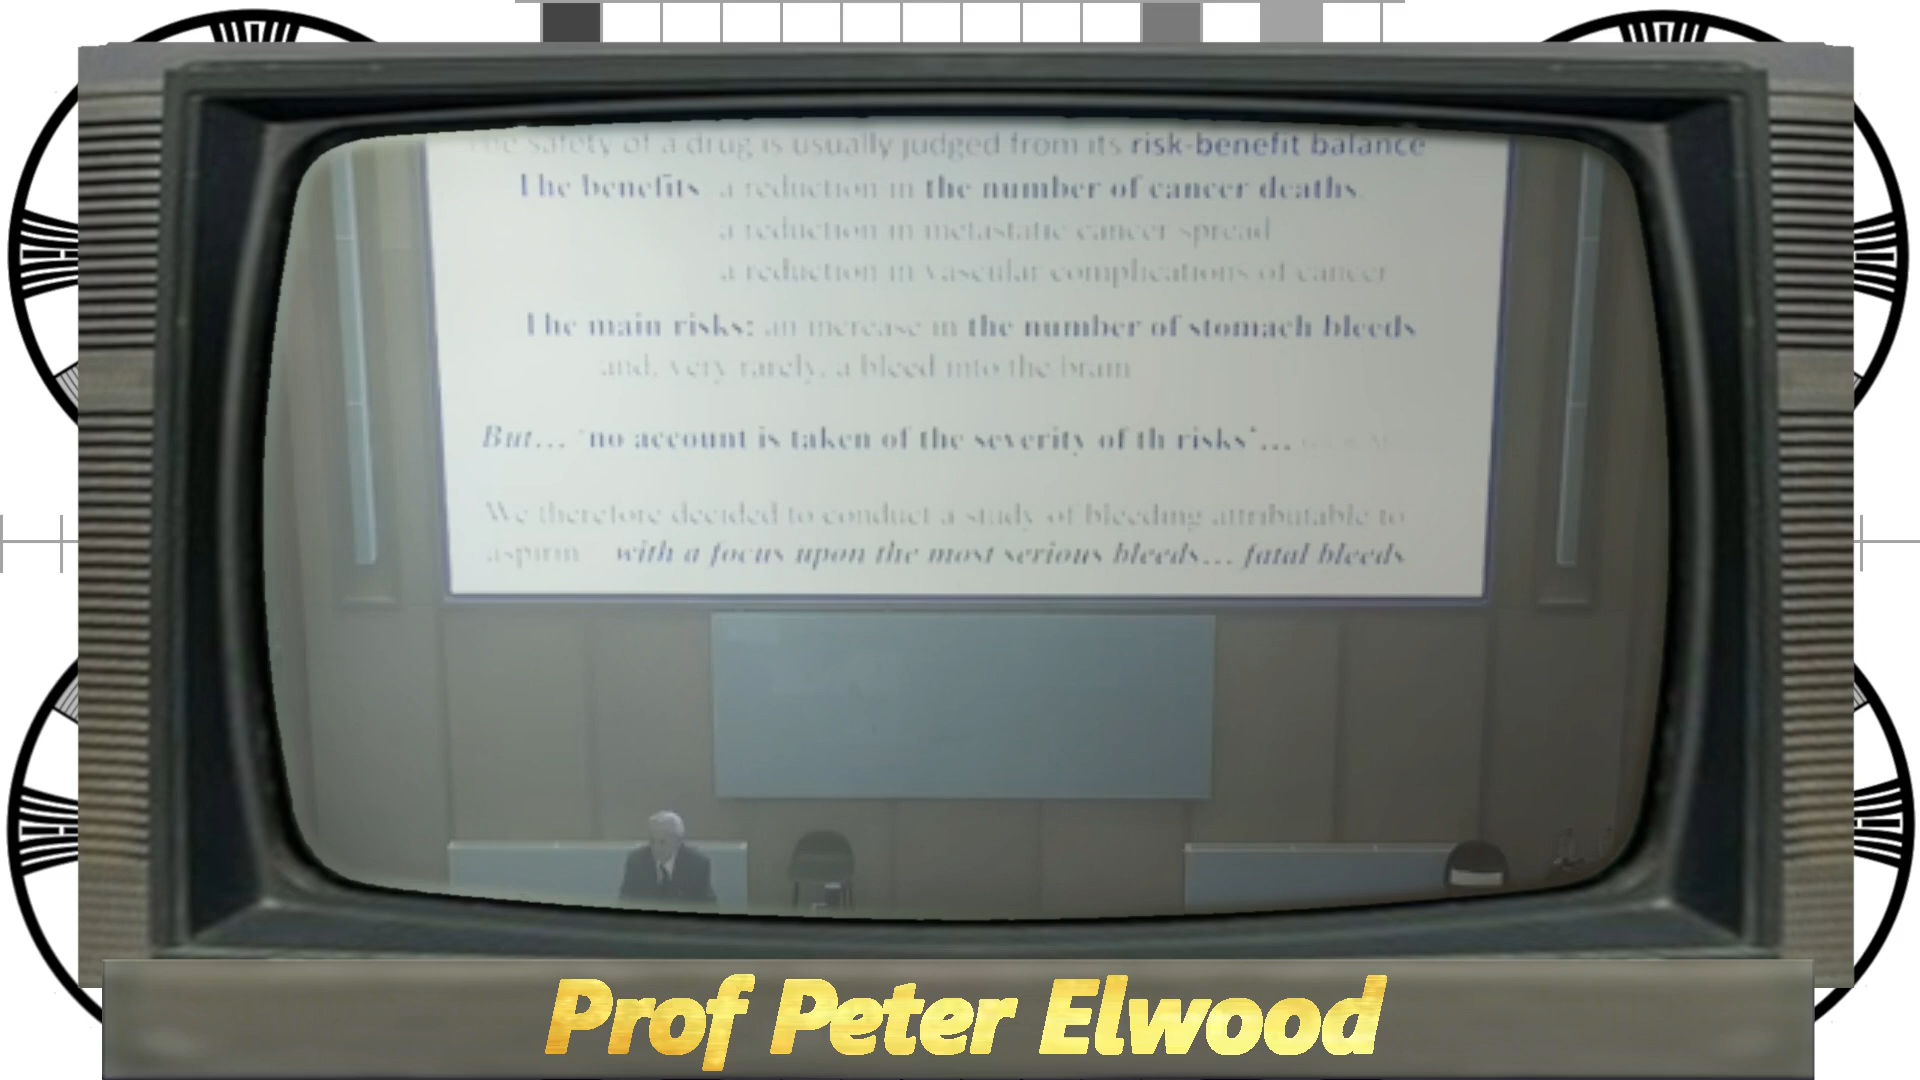 The safety of a drug is usually judged from its risk-benefit balance
The benefits a reduction in the number of cancer deaths
a reduction in metastatic cancer spread
a reduction in vascular complications of cancer
The main risks: an increase in the number of stomach bleeds
and, very rarely, a bleed into the brain
But... 'no account is taken of the severity of th risks'...
We therefore decided to conduct a study of bleeding attributable to
aspirin with a focus upon the most serious bleeds... fatal bleeds
Prof Peter Elwood